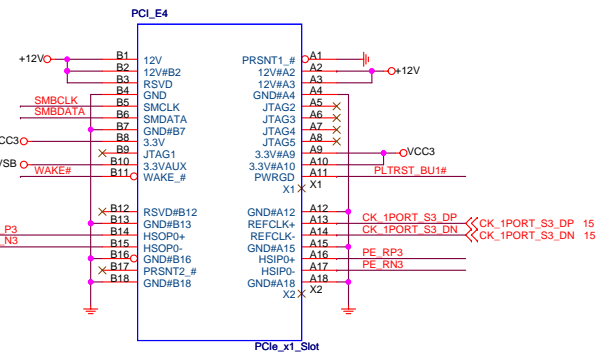 PCI_E4
B1 12V PRSNT1_# A1
+12V B2 12V#B2 12V#A2 A2 +12V
B3 RSVD 12V#A3 A3
B4 GND GND#A4 A4
SMBCLK B5 SMCLK JTAG2 A5
SMBDATA B6 SMDATA JTAG3 A6
B7 GND#B7 JTAG4 A7
CC3 B8 3.3V JTAG5 A8
B9 JTAG1 3.3V#A9 A9 VCC3
VSB B10 3.3VAUX 3.3V#A10 A10
WAKE# B11 WAKE_# PWRGD A11 PLTRST_BU1#
X1 X1
B12 RSVD#B12 GND#A12 A12
B13 GND#B13 REFCLK+ A13 CK_1PORT_S3_DP CK_1PORT_S3_DP 15
_P3 B14 HSOP0+ REFCLK- A14 CK_1PORT_S3_DN CK_1PORT_S3_DN 15
_N3 B15 HSOP0- GND#A15 A15
B16 GND#B16 HSIP0+ A16 PE_RP3
B17 PRSNT2_# HSIP0- A17 PE_RN3
B18 GND#B18 GND#A18 A18
X2 X2
PCIe_x1_Slot